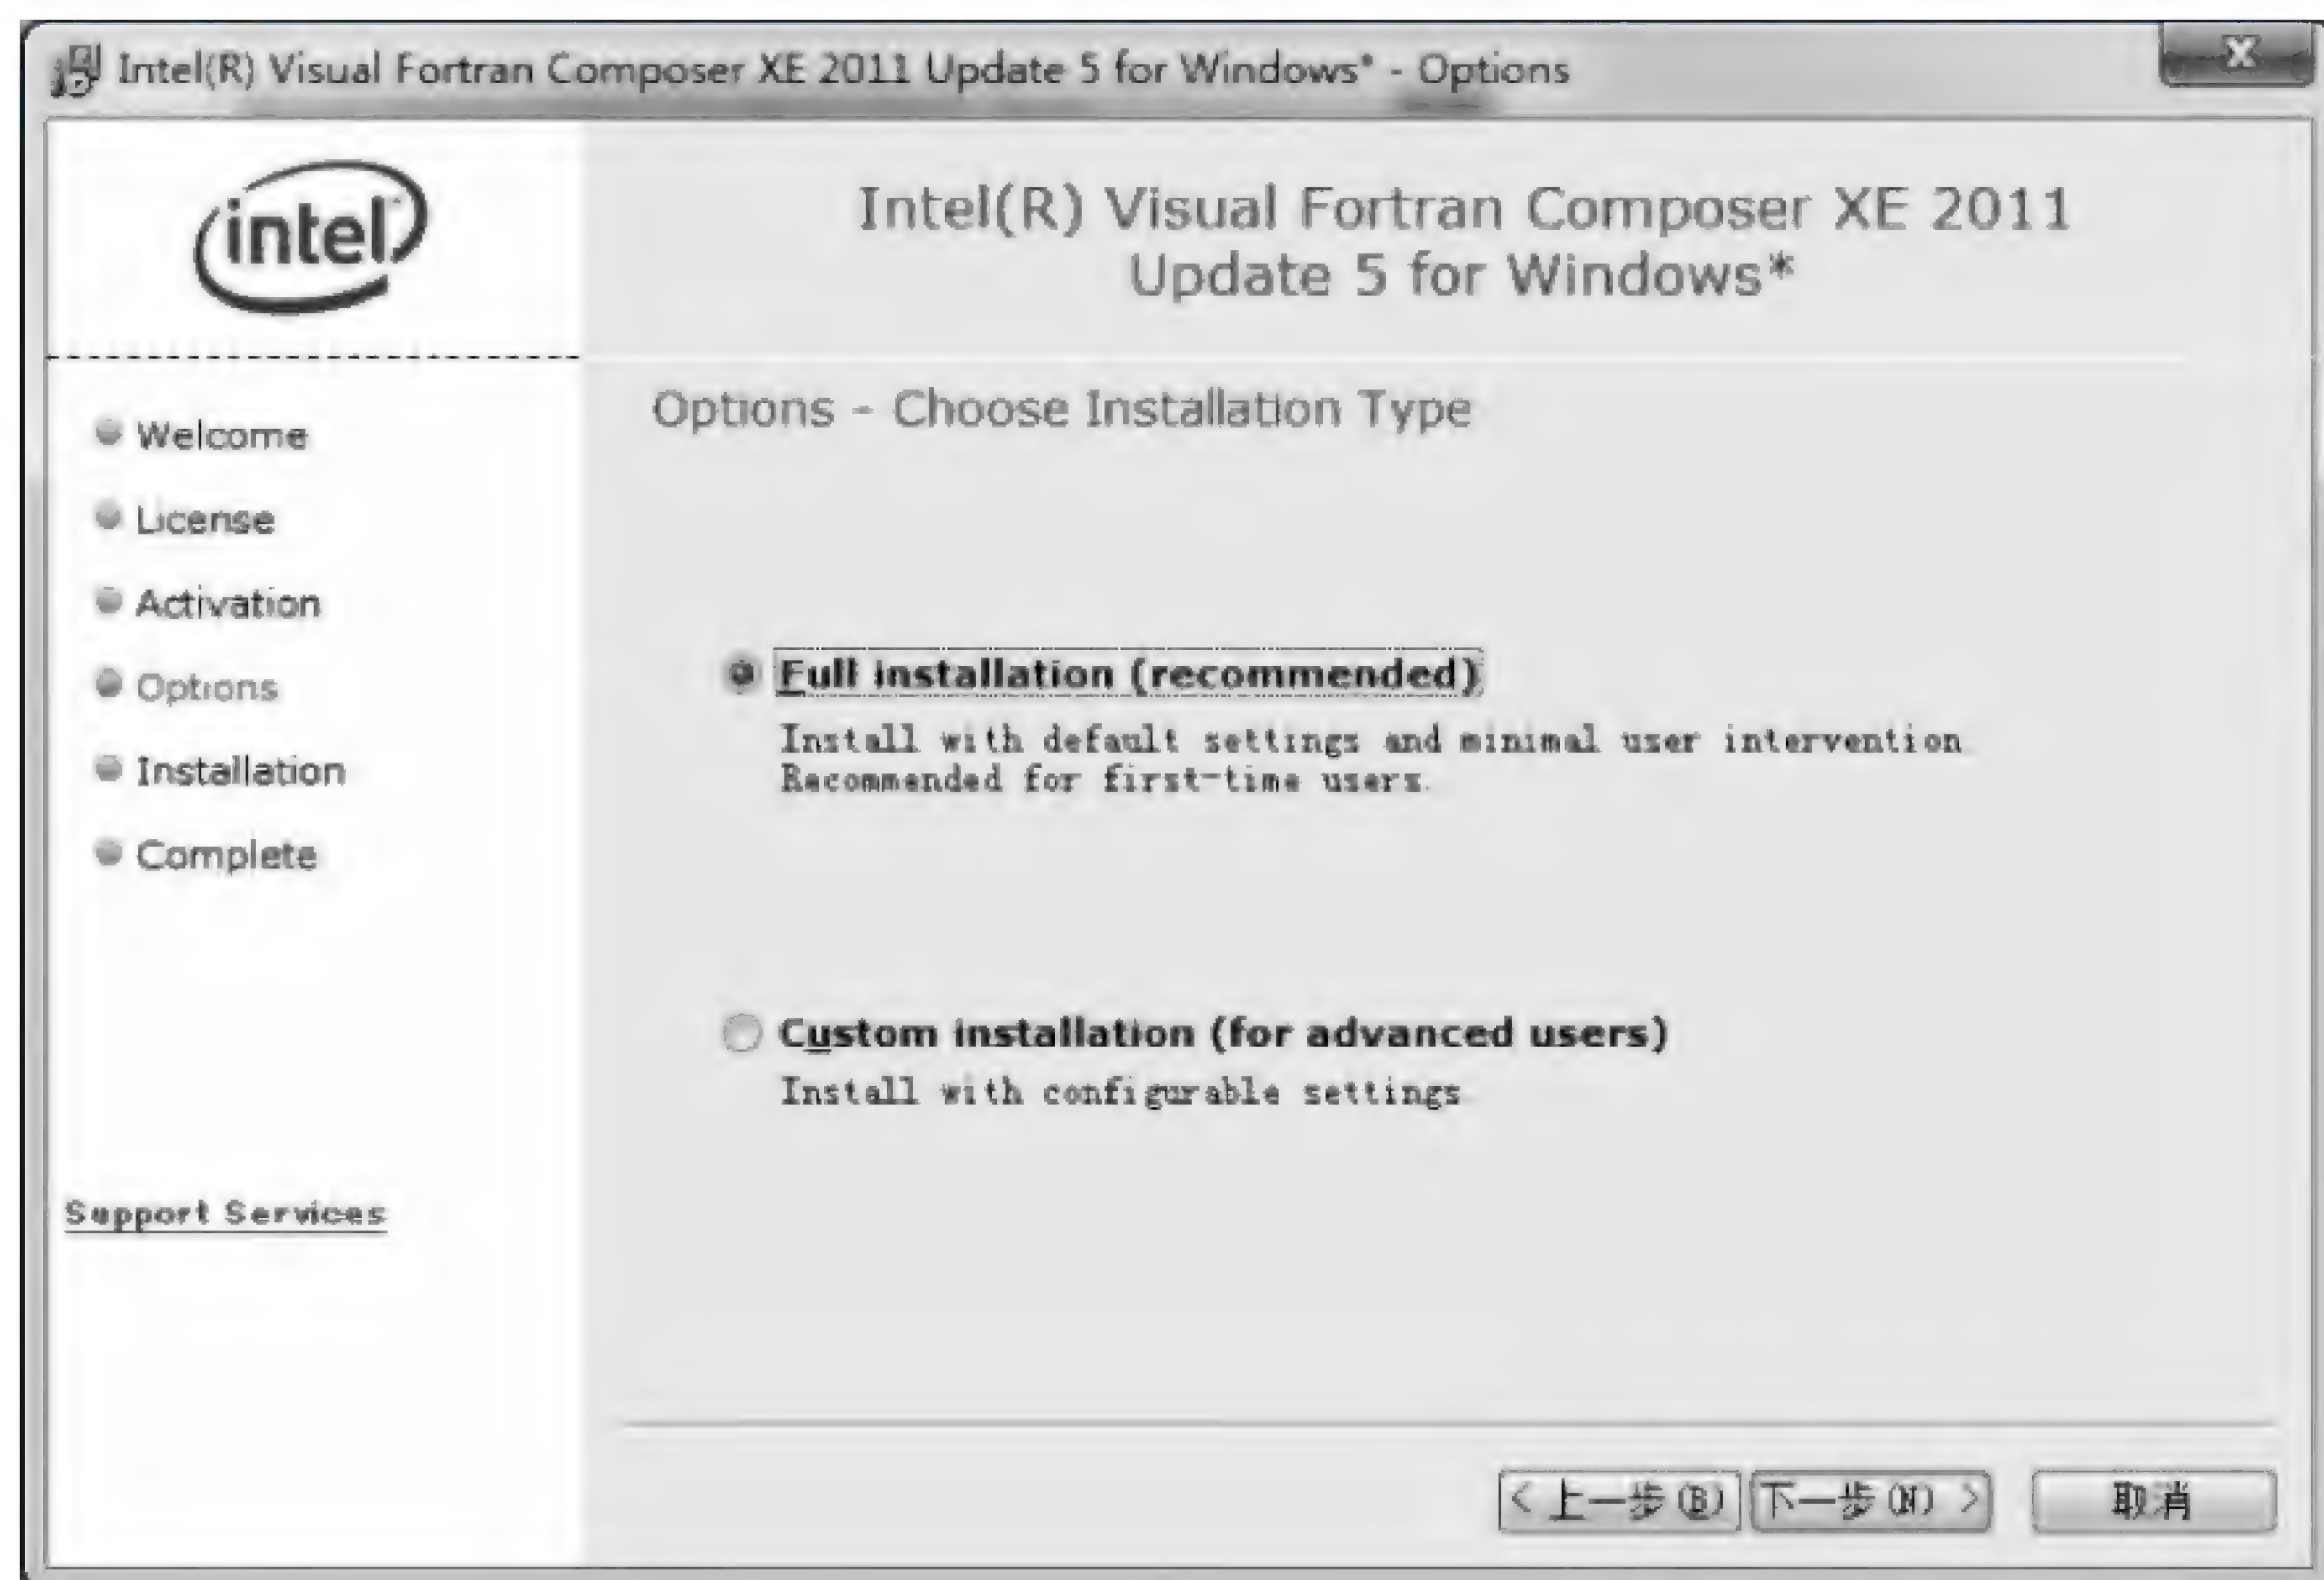 Intel(R) Visual Fortran Composer XE 2011 Update 5 for Windows* - Options
x
intel
Intel(R) Visual Fortran Composer XE 2011
Update 5 for Windows*
Welcome
License
Activation
Options
Installation
Complete
Support Services
Options - Choose Installation Type
Full installation (recommended)
Install with default settings and minimal user intervention
Recommended for first-time users.
Custom installation (for advanced users)
Install with configurable settings
< 上一步(B) 下一步(N) > 取消